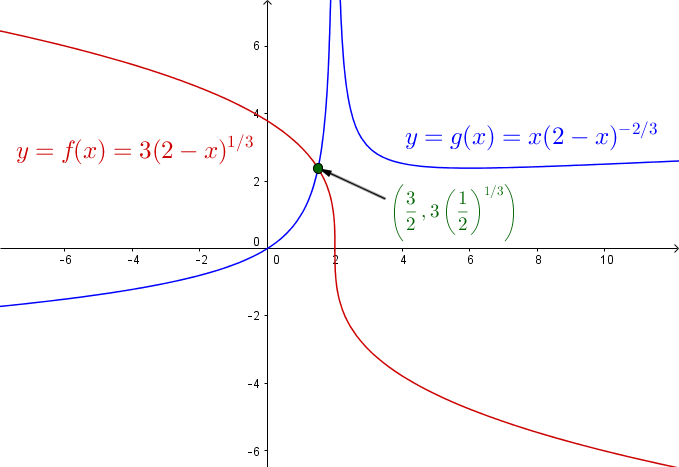 6
4
y = g(x) = x(2 − x)^{−2/3}
y = f(x) = 3(2 − x)^{1/3}
2
(3/2, 3(1/2)^{1/3})
0
-6 -4 -2 0 2 4 6 8 10
-2
-4
-6